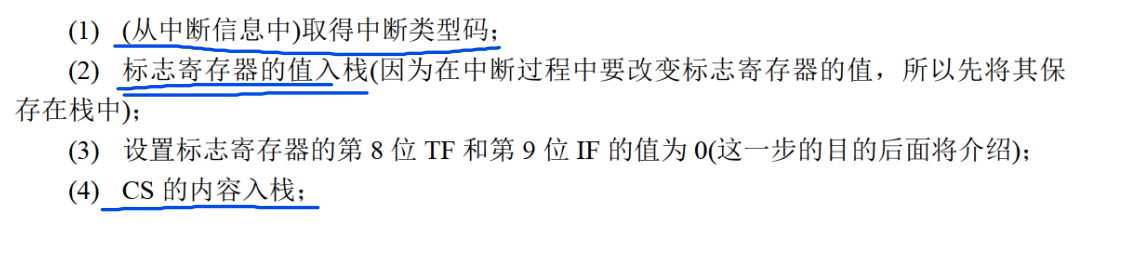 (1) (从中断信息中)取得中断类型码;
(2) 标志寄存器的值入栈(因为在中断过程中要改变标志寄存器的值，所以先将其保
存在栈中);
(3) 设置标志寄存器的第 8 位 TF 和第 9 位 IF 的值为 0(这一步的目的后面将介绍);
(4) CS 的内容入栈;